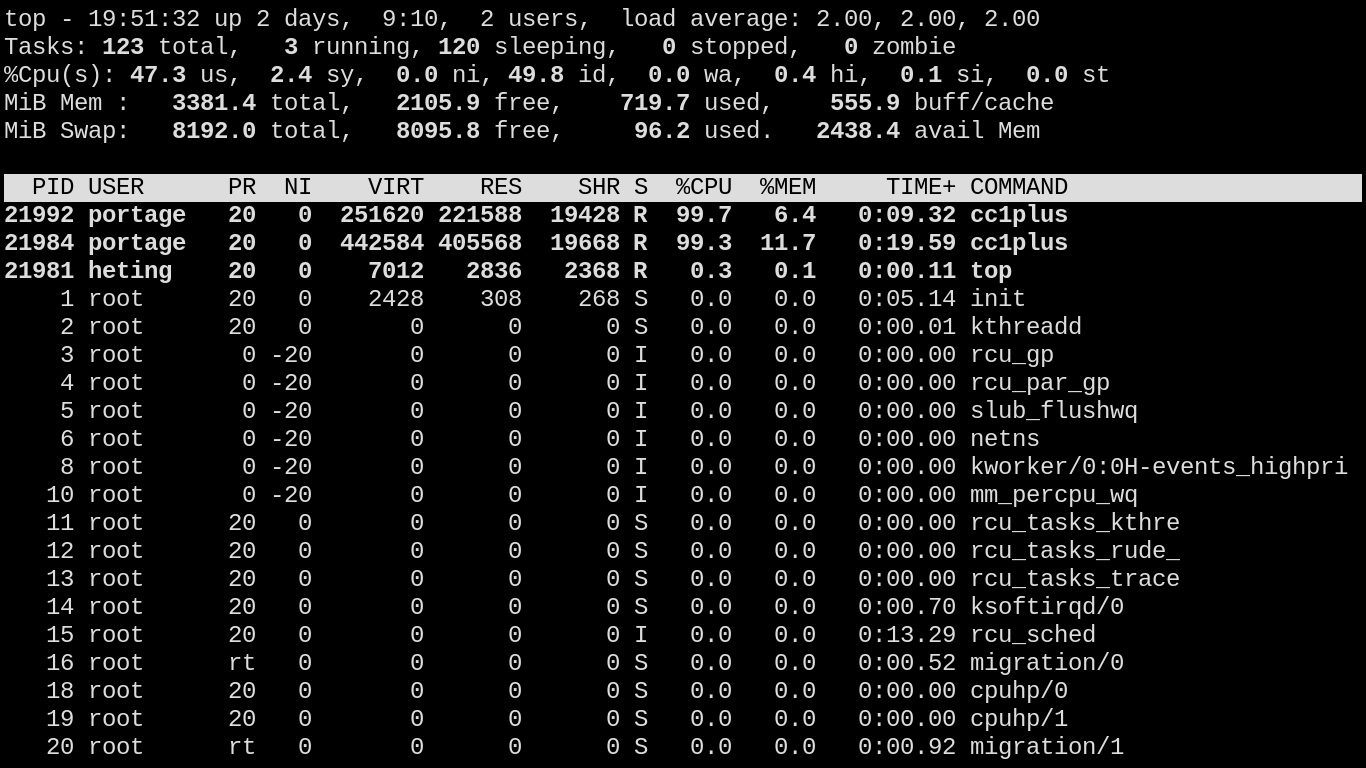 top - 19:51:32 up 2 days,  9:10,  2 users,  load average: 2.00, 2.00, 2.00
Tasks: 123 total,   3 running, 120 sleeping,   0 stopped,   0 zombie
%Cpu(s): 47.3 us,  2.4 sy,  0.0 ni, 49.8 id,  0.0 wa,  0.4 hi,  0.1 si,  0.0 st
MiB Mem :   3381.4 total,   2105.9 free,    719.7 used,    555.9 buff/cache
MiB Swap:   8192.0 total,   8095.8 free,     96.2 used.   2438.4 avail Mem
  PID USER      PR  NI    VIRT    RES    SHR S  %CPU  %MEM     TIME+ COMMAND
21992 portage   20   0  251620 221588  19428 R  99.7   6.4   0:09.32 cc1plus
21984 portage   20   0  442584 405568  19668 R  99.3  11.7   0:19.59 cc1plus
21981 heting    20   0    7012   2836   2368 R   0.3   0.1   0:00.11 top
    1 root      20   0    2428    308    268 S   0.0   0.0   0:05.14 init
    2 root      20   0       0      0      0 S   0.0   0.0   0:00.01 kthreadd
    3 root       0 -20       0      0      0 I   0.0   0.0   0:00.00 rcu_gp
    4 root       0 -20       0      0      0 I   0.0   0.0   0:00.00 rcu_par_gp
    5 root       0 -20       0      0      0 I   0.0   0.0   0:00.00 slub_flushwq
    6 root       0 -20       0      0      0 I   0.0   0.0   0:00.00 netns
    8 root       0 -20       0      0      0 I   0.0   0.0   0:00.00 kworker/0:0H-events_highpri
   10 root       0 -20       0      0      0 I   0.0   0.0   0:00.00 mm_percpu_wq
   11 root      20   0       0      0      0 S   0.0   0.0   0:00.00 rcu_tasks_kthre
   12 root      20   0       0      0      0 S   0.0   0.0   0:00.00 rcu_tasks_rude_
   13 root      20   0       0      0      0 S   0.0   0.0   0:00.00 rcu_tasks_trace
   14 root      20   0       0      0      0 S   0.0   0.0   0:00.70 ksoftirqd/0
   15 root      20   0       0      0      0 I   0.0   0.0   0:13.29 rcu_sched
   16 root      rt   0       0      0      0 S   0.0   0.0   0:00.52 migration/0
   18 root      20   0       0      0      0 S   0.0   0.0   0:00.00 cpuhp/0
   19 root      20   0       0      0      0 S   0.0   0.0   0:00.00 cpuhp/1
   20 root      rt   0       0      0      0 S   0.0   0.0   0:00.92 migration/1